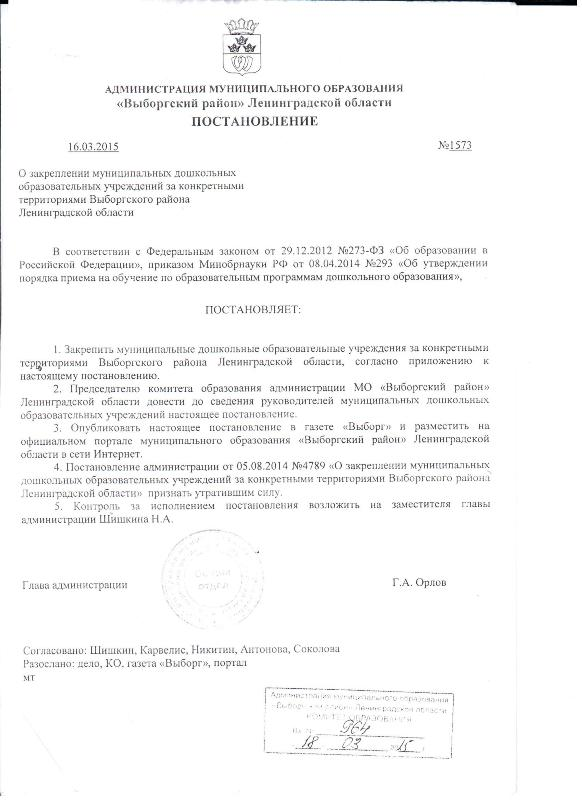 АДМИНИСТРАЦИЯ МУНИЦИПАЛЬНОГО ОБРАЗОВАНИЯ
«Выборгский район» Ленинградской области
ПОСТАНОВЛЕНИЕ
16.03.2015 №1573
О закреплении муниципальных дошкольных
образовательных учреждений за конкретными
территориями Выборгского района
Ленинградской области
В соответствии с Федеральным законом от 29.12.2012 №273-ФЗ «Об образовании в
Российской Федерации», приказом Минобрнауки РФ от 08.04.2014 №293 «Об утверждении
порядка приема на обучение по образовательным программам дошкольного образования»,
ПОСТАНОВЛЯЕТ:
1. Закрепить муниципальные дошкольные образовательные учреждения за конкретными
территориями Выборгского района Ленинградской области, согласно приложению к
настоящему постановлению.
2. Председателю комитета образования администрации МО «Выборгский район»
Ленинградской области довести до сведения руководителей муниципальных дошкольных
образовательных учреждений настоящее постановление.
3. Опубликовать настоящее постановление в газете «Выборг» и разместить на
официальном портале муниципального образования «Выборгский район» Ленинградской
области в сети Интернет.
4. Постановление администрации от 05.08.2014 №4789 «О закреплении муниципальных
дошкольных образовательных учреждений за конкретными территориями Выборгского района
Ленинградской области» признать утратившим силу.
5. Контроль за исполнением постановления возложить на заместителя главы
администрации Шишкина Н.А.
ОБЩИЙ
ОТДЕЛ
Глава администрации Г.А. Орлов
Согласовано: Шишкин, Карвелис, Никитин, Антонова, Соколова
Разослано: дело, КО, газета «Выборг», портал
мт
Администрация муниципального образования
«Выборгский район» Ленинградской области
КОМИТЕТ ОБРАЗОВАНИЯ
Вх. № 964
18 03 2015 г.